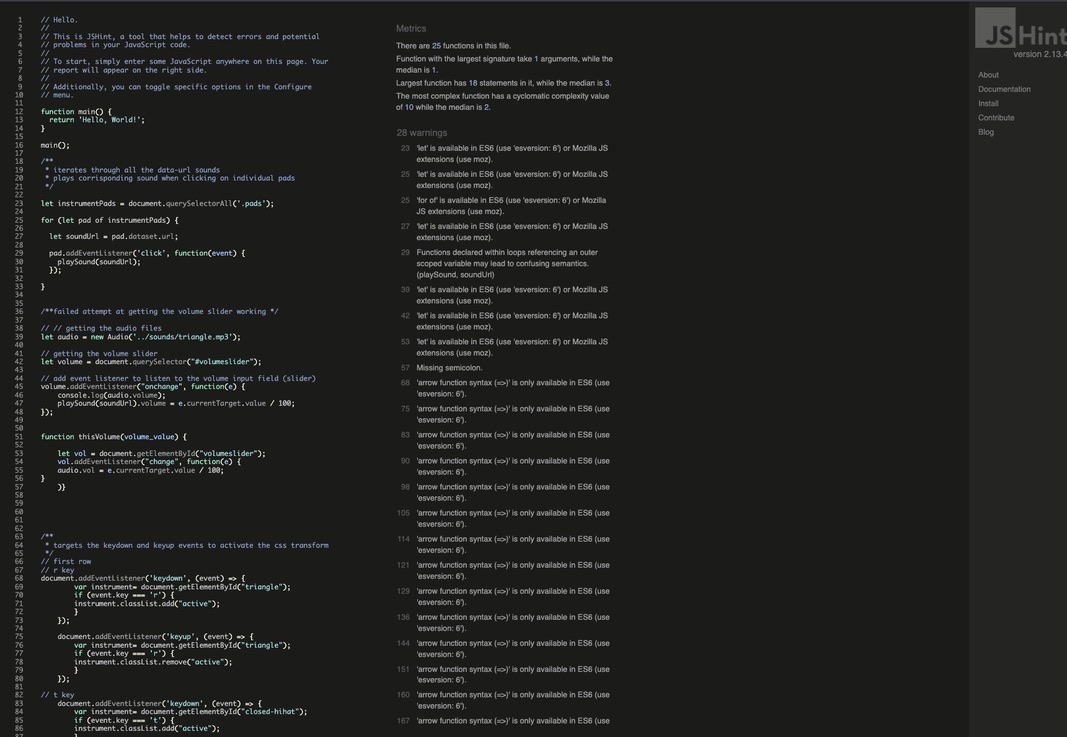 1 // Hello.
2 //
3 // This is JSHint, a tool that helps to detect errors and potential
4 // problems in your JavaScript code.
5 //
6 // To start, simply enter some JavaScript anywhere on this page. Your
7 // report will appear on the right side.
8 //
9 // Additionally, you can toggle specific options in the Configure
10 // menu.
11
12 function main() {
13 return 'Hello, World!';
14 }
15
16 main();
17
18 /**
19 * iterates through all the data-url sounds
20 * plays corrisponding sound when clicking an individual pads
21 */
22
23 let instrumentPads = document.querySelectorAll('.pads');
24
25 for (let pad of instrumentPads) {
26
27 let soundUrl = pad.dataset.url;
28
29 pad.addEventListener('click', function(event) {
30 playSound(soundUrl);
31 });
32
33 }
34
35
36 /**failed attempt at getting the volume slider working */
37
38 // // getting the audio files
39 let audio = new Audio('../sounds/triangle.mp3');
40
41 // getting the volume slider
42 let volume = document.querySelector("#volumeslider");
43
44 // add event listener to listen to the volume input field (slider)
45 volume.addEventListener("onchange", function(e) {
46 console.log(audio.volume);
47 playSound(soundUrl).volume = e.currentTarget.value / 100;
48 });
49
50
51 function thisVolume(volume_value) {
52
53 let vol = document.getElementById("volumeslider");
54 vol.addEventListener("change", function(e) {
55 audio.vol = e.currentTarget.value / 100;
56 }
57 )}
58
59
60
61
62
63 /**
64 * targets the keydown and keyup events to activate the css transform
65 */
66 // first row
67 // r key
68 document.addEventListener('keydown', (event) => {
69 var instrument= document.getElementById("triangle");
70 if (event.key === 'r') {
71 instrument.classList.add("active");
72 }
73 });
74
75 document.addEventListener('keyup', (event) => {
76 var instrument= document.getElementById("triangle");
77 if (event.key === 'r') {
78 instrument.classList.remove("active");
79 }
80 });
81
82 // t key
83 document.addEventListener('keydown', (event) => {
84 var instrument= document.getElementById("closed-hihat");
85 if (event.key === 't') {
86 instrument.classList.add("active");
87 }
Metrics
There are 25 functions in this file.
Function with the largest signature take 1 arguments, while the
median is 1.
Largest function has 18 statements in it, while the median is 3.
The most complex function has a cyclomatic complexity value
of 10 while the median is 2.
28 warnings
23 'let' is available in ES6 (use 'esversion: 6') or Mozilla JS
extensions (use moz).
25 'let' is available in ES6 (use 'esversion: 6') or Mozilla JS
extensions (use moz).
25 'for of' is available in ES6 (use 'esversion: 6') or Mozilla
JS extensions (use moz).
27 'let' is available in ES6 (use 'esversion: 6') or Mozilla JS
extensions (use moz).
29 Functions declared within loops referencing an outer
scoped variable may lead to confusing semantics.
(playSound, soundUrl)
39 'let' is available in ES6 (use 'esversion: 6') or Mozilla JS
extensions (use moz).
42 'let' is available in ES6 (use 'esversion: 6') or Mozilla JS
extensions (use moz).
53 'let' is available in ES6 (use 'esversion: 6') or Mozilla JS
extensions (use moz).
57 Missing semicolon.
68 'arrow function syntax (=>)' is only available in ES6 (use
'esversion: 6').
75 'arrow function syntax (=>)' is only available in ES6 (use
'esversion: 6').
83 'arrow function syntax (=>)' is only available in ES6 (use
'esversion: 6').
90 'arrow function syntax (=>)' is only available in ES6 (use
'esversion: 6').
98 'arrow function syntax (=>)' is only available in ES6 (use
'esversion: 6').
105 'arrow function syntax (=>)' is only available in ES6 (use
'esversion: 6').
114 'arrow function syntax (=>)' is only available in ES6 (use
'esversion: 6').
121 'arrow function syntax (=>)' is only available in ES6 (use
'esversion: 6').
129 'arrow function syntax (=>)' is only available in ES6 (use
'esversion: 6').
136 'arrow function syntax (=>)' is only available in ES6 (use
'esversion: 6').
144 'arrow function syntax (=>)' is only available in ES6 (use
'esversion: 6').
151 'arrow function syntax (=>)' is only available in ES6 (use
'esversion: 6').
160 'arrow function syntax (=>)' is only available in ES6 (use
'esversion: 6').
167 'arrow function syntax (=>)' is only available in ES6 (use
JSHint
version 2.13.4
About
Documentation
Install
Contribute
Blog